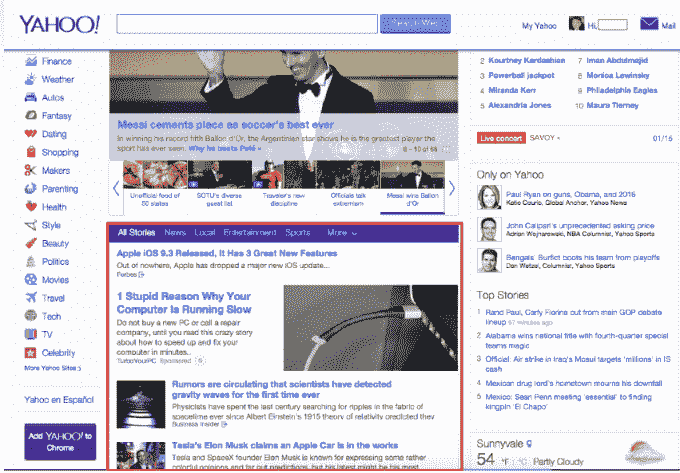 YAHOO!
My Yahoo
Hi,
Mail
Finance
Weather
Autos
Fantasy
Dating
Shopping
Makers
Parenting
Health
Style
Beauty
Politics
Movies
Travel
Tech
TV
Celebrity
More Yahoo Sites >
Yahoo en Español
Add YAHOO! to
Chrome
Messi cements place as soccer's best ever
In winning his record fifth Ballon d'Or, the Argentinian star shows he is the greatest player the
sport has ever seen. Why he beats Pelé »
Unofficial food of
50 states
SOTU's diverse
guest list
Traveler's new
discipline
Officials talk
extremism
Messi wins Ballon
d'Or
All Stories News Local Entertainment Sports More
Apple iOS 9.3 Released, It Has 3 Great New Features
Out of nowhere, Apple has dropped a major new iOS update...
Forbes
1 Stupid Reason Why Your
Computer Is Running Slow
Do not buy a new PC or call a repair
company, until you read this crazy story
about how to speed up and fix your
computer in minutes..
TurboYourPC Sponsored
Rumors are circulating that scientists have detected
gravity waves for the first time ever
Physicists have spent the last century searching for ripples in the fabric of
spacetime ever since Albert Einstein's 1915 theory of relativity predicted they
Business Insider
Tesla's Elon Musk claims an Apple Car is in the works
Tesla and SpaceX founder Elon Musk is known for expressing some rather
colorful opinions and far out predictions, but his latest might be his most
2 Kourtney Kardashian
3 Powerball jackpot
4 Miranda Kerr
5 Alexandria Jones
7 Iman Abdulmajid
8 Monica Lewinsky
9 Philadelphia Eagles
10 Maura Tierney
Live concert SAVOY » 01/15
Only on Yahoo
Paul Ryan on guns, Obama, and 2016
Katie Couric, Global Anchor, Yahoo News
John Calipari's unprecedented asking price
Adrian Wojnarowski, NBA Columnist, Yahoo Sports
Bengals' Burfict boots his team from playoffs
Dan Wetzel, Columnist, Yahoo Sports
Top Stories
1 Rand Paul, Carly Fiorina out from main GOP debate
lineup 57 minutes ago
2 Alabama wins national title with fourth-quarter special
teams magic
3 Official: Air strike in Iraq's Mosul targets 'millions' in IS
cash
4 Mexican drug lord's hometown mourns his downfall
5 Mexico: Sean Penn meeting 'essential' to finding
kingpin 'El Chapo'
Sunnyvale
54 °F °C Partly Cloudy